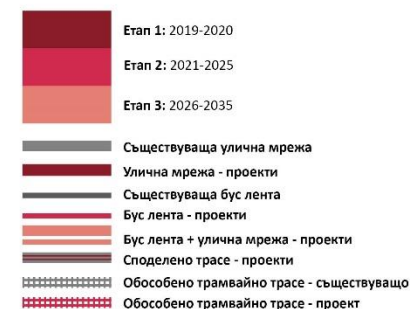 Етап 1: 2019-2020
Етап 2: 2021-2025
Етап 3: 2026-2035
Съществуваща улична мрежа
Улична мрежа - проекти
Съществуваща бус лента
Бус лента - проекти
Бус лента + улична мрежа - проекти
Споделено трасе - проекти
Обособено трамвайно трасе - съществуващо
Обособено трамвайно трасе - проект